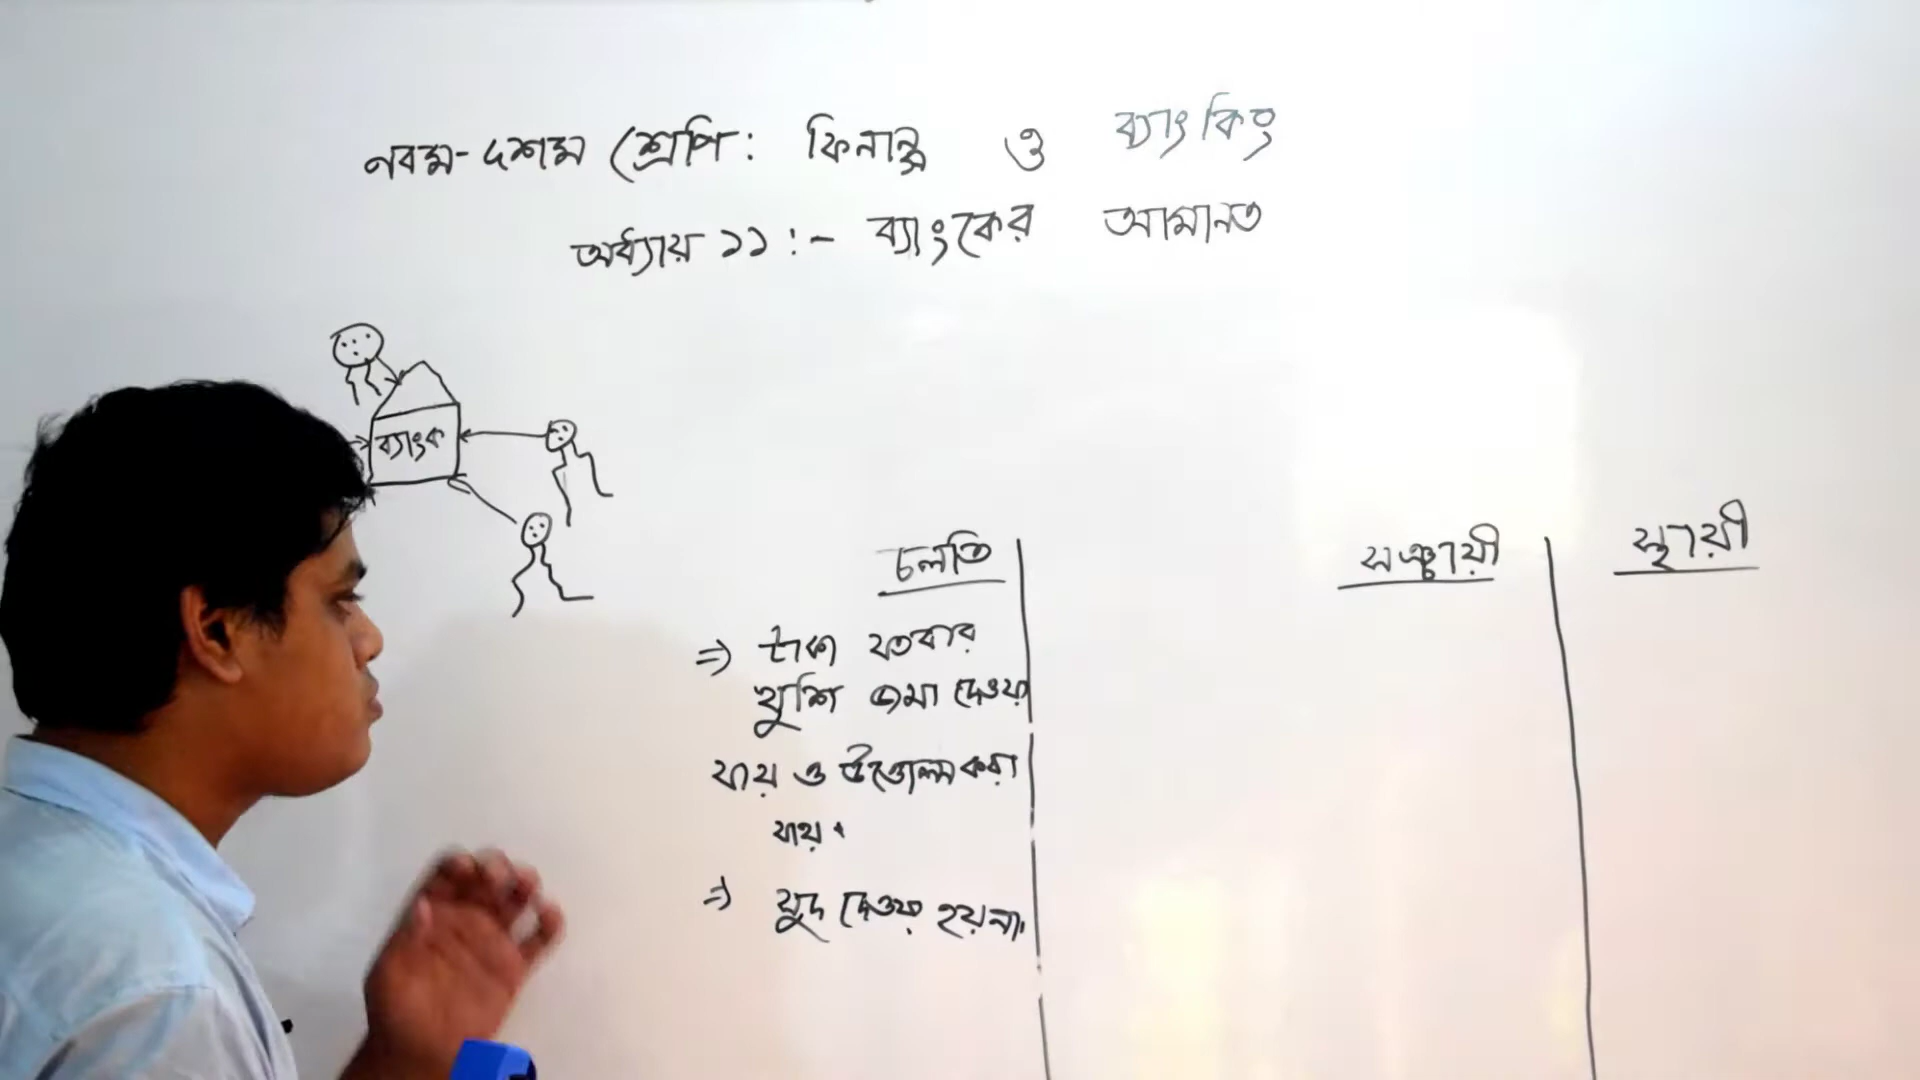 নবম-দশম শ্রেণি: ফিনান্স ও ব্যাংকিং
অধ্যায় ১১:- ব্যাংকের আমানত
ব্যাংক
চলতি
=> টাকা যতবার
খুশি জমা দেওয়া
যায় ও উত্তোলন করা
যায়।
=> সুদ দেওয়া হয়না।
সঞ্চয়ী
স্থায়ী